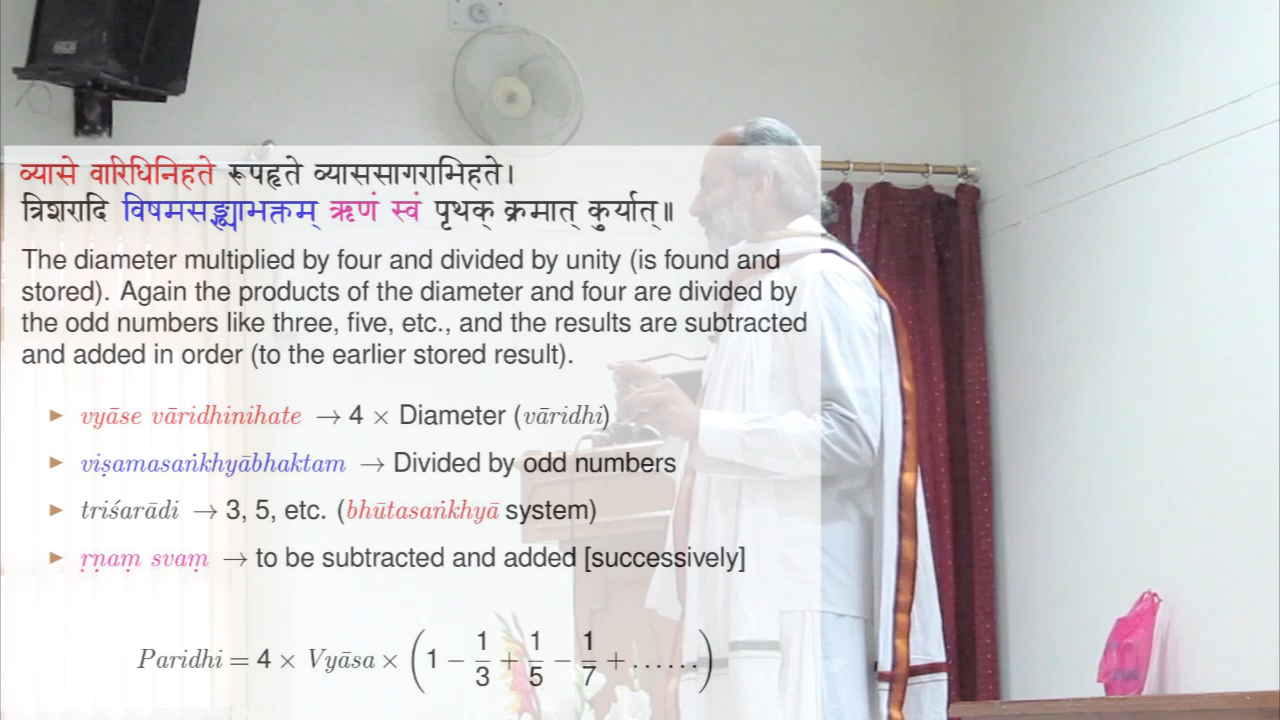 व्यासे वारिधिनिहते रूपहृते व्याससागराभिहते।
त्रिशरादि विषमसङ्ख्याभक्तम् ऋणं स्वं पृथक् क्रमात् कुर्यात्॥
The diameter multiplied by four and divided by unity (is found and
stored). Again the products of the diameter and four are divided by
the odd numbers like three, five, etc., and the results are subtracted
and added in order (to the earlier stored result).
► vyāse vāridhinihate → 4 × Diameter (vāridhi)
► viṣamasaṅkhyābhaktam → Divided by odd numbers
► triśarādi → 3, 5, etc. (bhūtasaṅkhyā system)
► ṛṇaṃ svaṃ → to be subtracted and added [successively]
Paridhi = 4 × Vyāsa × (1 − 1/3 + 1/5 − 1/7 + ......)